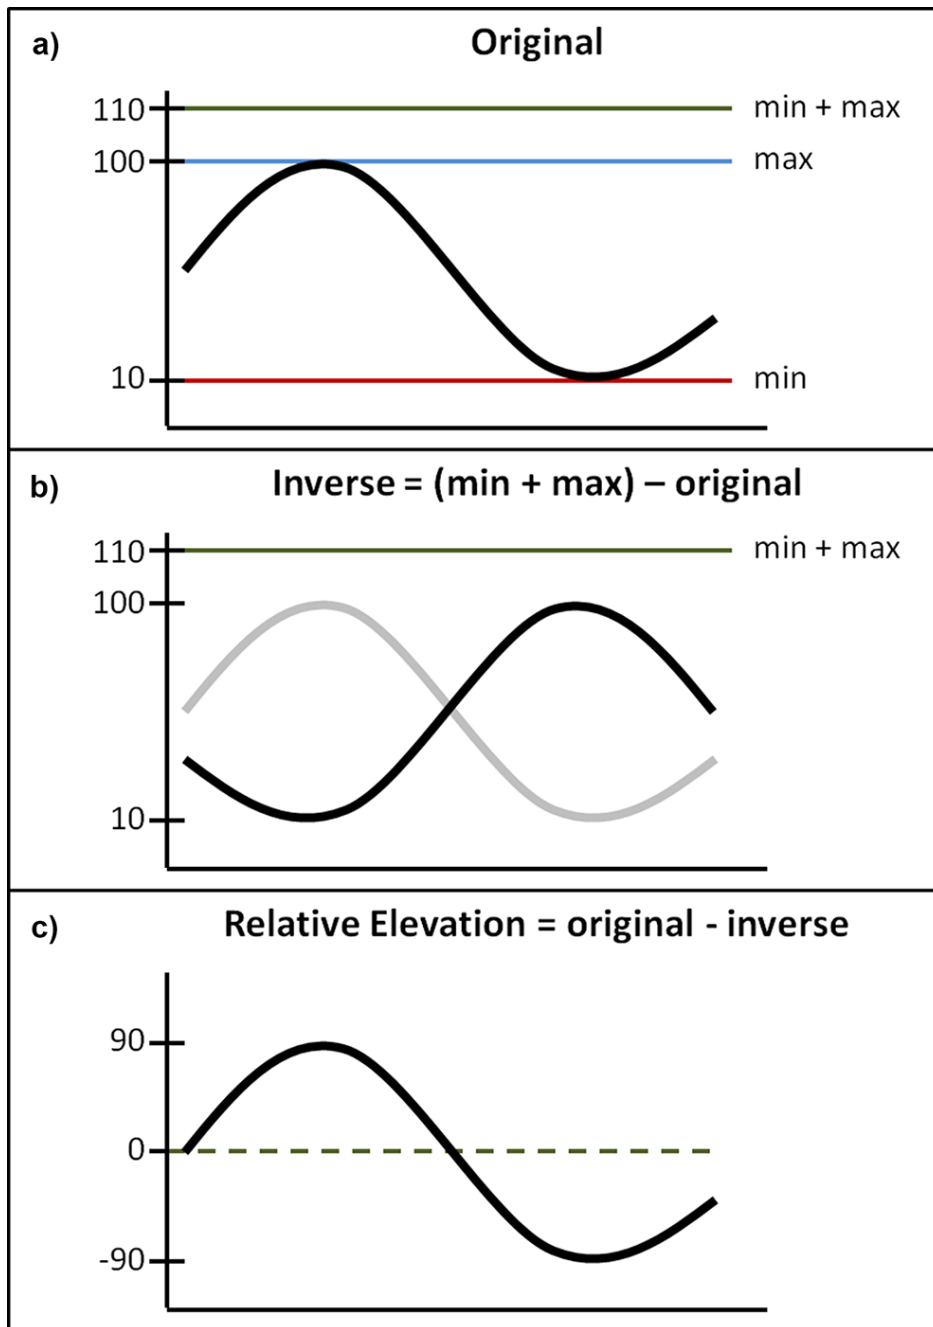 a)
Original
110
min + max
100
max
10
min
b)
Inverse = (min + max) – original
110
min + max
100
10
c)
Relative Elevation = original - inverse
90
0
-90